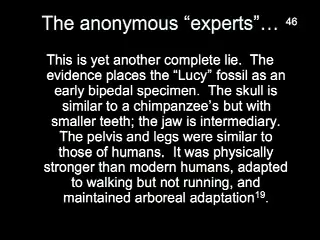 The anonymous “experts”… 46
This is yet another complete lie.  The
evidence places the “Lucy” fossil as an
early bipedal specimen.  The skull is
similar to a chimpanzee’s but with
smaller teeth; the jaw is intermediary.
The pelvis and legs were similar to
those of humans.  It was physically
stronger than modern humans, adapted
to walking but not running, and
maintained arboreal adaptation19.